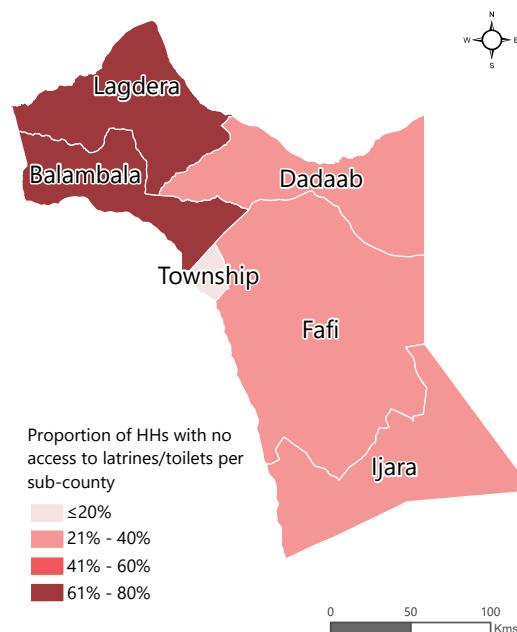 N
W E
S
Lagdera
Balambala
Dadaab
Township
Fafi
Ijara
Proportion of HHs with no
access to latrines/toilets per
sub-county
≤20%
21% - 40%
41% - 60%
61% - 80%
0 50 100
Kms